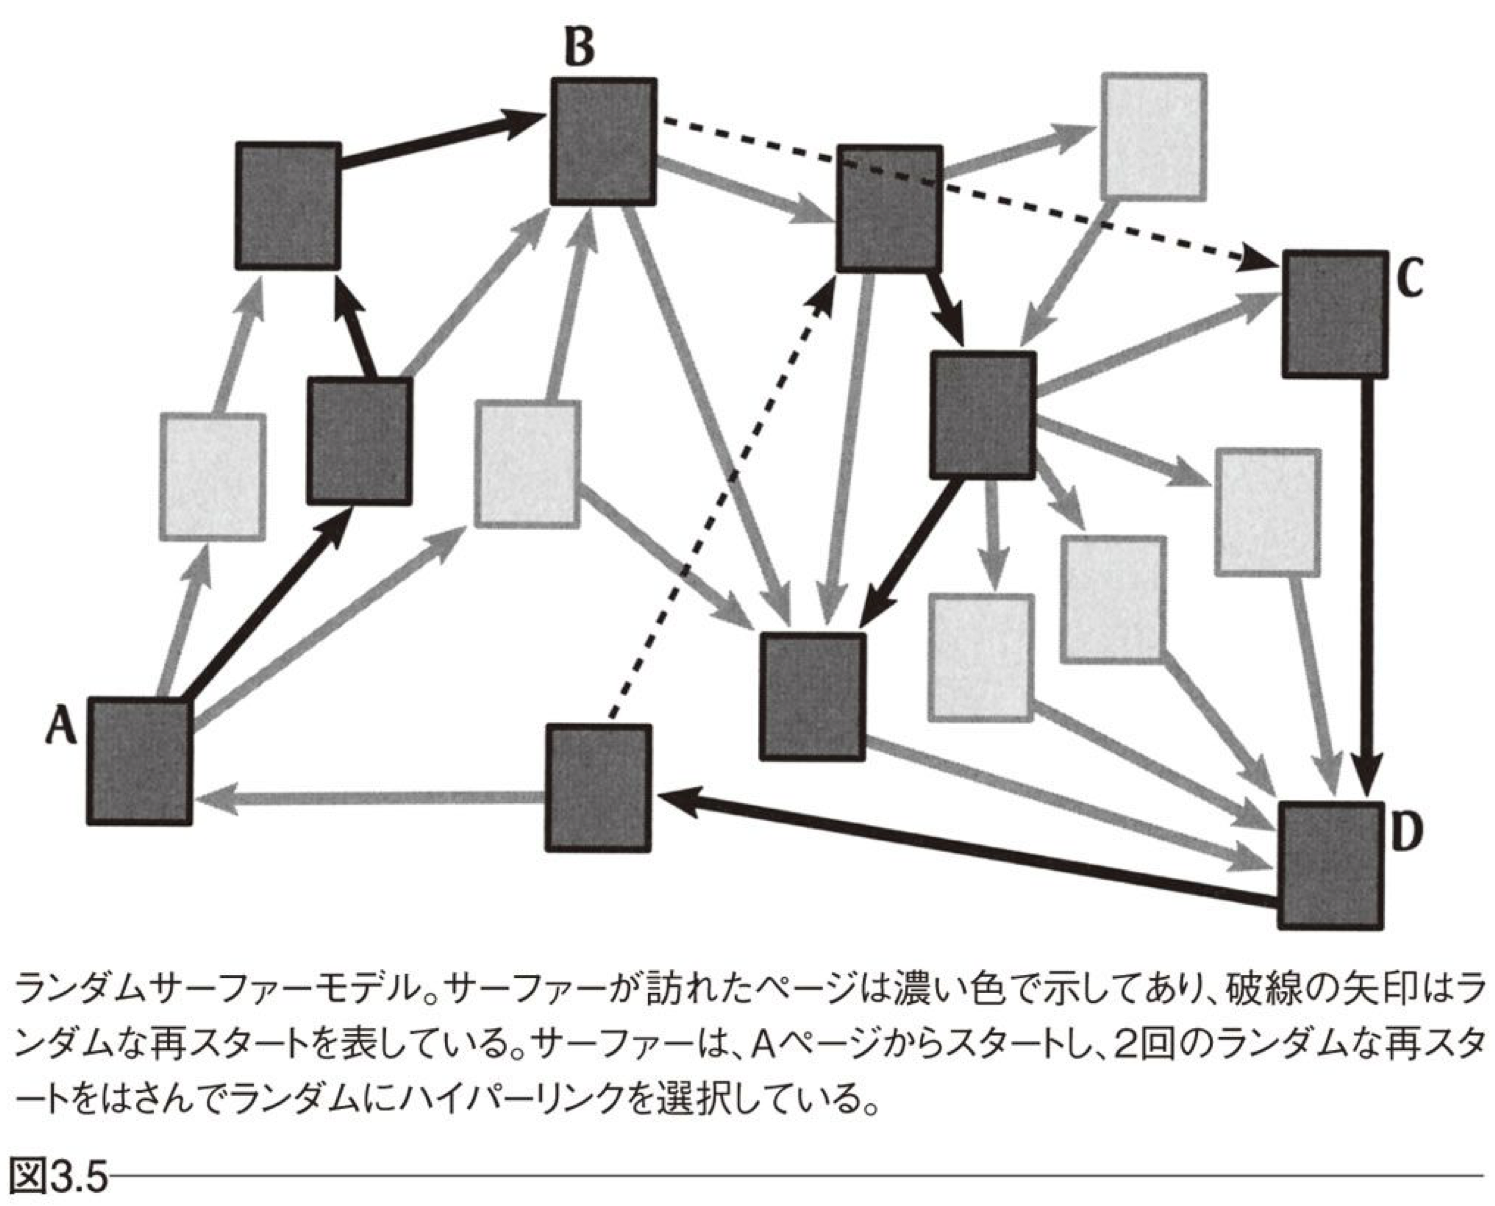 B
C
A
D
ランダムサーファーモデル。サーファーが訪れたページは濃い色で示してあり、破線の矢印はラ
ンダムな再スタートを表している。サーファーは、Aページからスタートし、2回のランダムな再スタ
ートをはさんでランダムにハイパーリンクを選択している。
図3.5